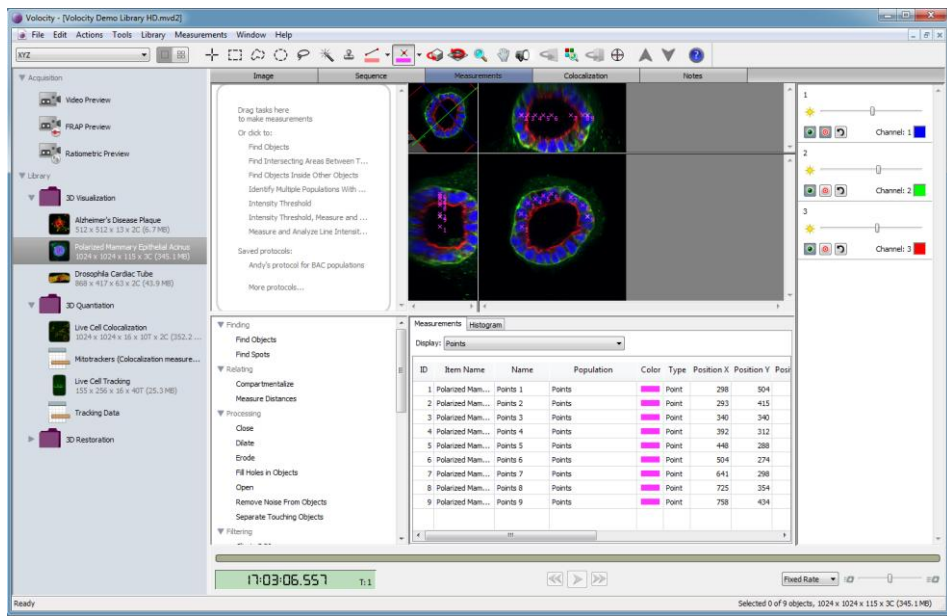 Volocity - [Volocity Demo Library HD.mvd2]
File Edit Actions Tools Library Measurements Window Help
XYZ
Acquisition
Video Preview
FRAP Preview
Ratiometric Preview
Library
3D Visualization
Alzheimer's Disease Plaque
512 x 512 x 13 x 2C (6.7 MB)
Polarized Mammary Epithelial Acinus
1024 x 1024 x 115 x 3C (345.1 MB)
Drosophila Cardiac Tube
868 x 417 x 63 x 2C (43.9 MB)
3D Quantitation
Live Cell Colocalization
1024 x 1024 x 16 x 10T x 2C (352.2 ...
Mitotrackers (Colocalization measure...
Live Cell Tracking
155 x 256 x 16 x 40T (25.3 MB)
Tracking Data
3D Restoration
Image Sequence Measurements Colocalization Notes
Drag tasks here
to make measurements
Or click to:
Find Objects
Find Intersecting Areas Between T...
Find Objects Inside Other Objects
Identify Multiple Populations With ...
Intensity Threshold
Intensity Threshold, Measure and ...
Measure and Analyze Line Intensit...
Saved protocols:
Andy's protocol for BAC populations
More protocols...
Finding
Find Objects
Find Spots
Relating
Compartmentalize
Measure Distances
Processing
Close
Dilate
Erode
Fill Holes in Objects
Open
Remove Noise From Objects
Separate Touching Objects
Filtering
1
Channel: 1
2
Channel: 2
3
Channel: 3
Measurements Histogram
Display: Points
ID Item Name Name Population Color Type Position X Position Y Posi
1 Polarized Mam... Points 1 Points Point 298 504
2 Polarized Mam... Points 2 Points Point 293 415
3 Polarized Mam... Points 3 Points Point 340 340
4 Polarized Mam... Points 4 Points Point 392 312
5 Polarized Mam... Points 5 Points Point 448 288
6 Polarized Mam... Points 6 Points Point 504 274
7 Polarized Mam... Points 7 Points Point 641 298
8 Polarized Mam... Points 8 Points Point 725 354
9 Polarized Mam... Points 9 Points Point 758 434
17:03:06.557 T: 1
Fixed Rate
Ready
Selected 0 of 9 objects, 1024 x 1024 x 115 x 3C (345.1 MB)